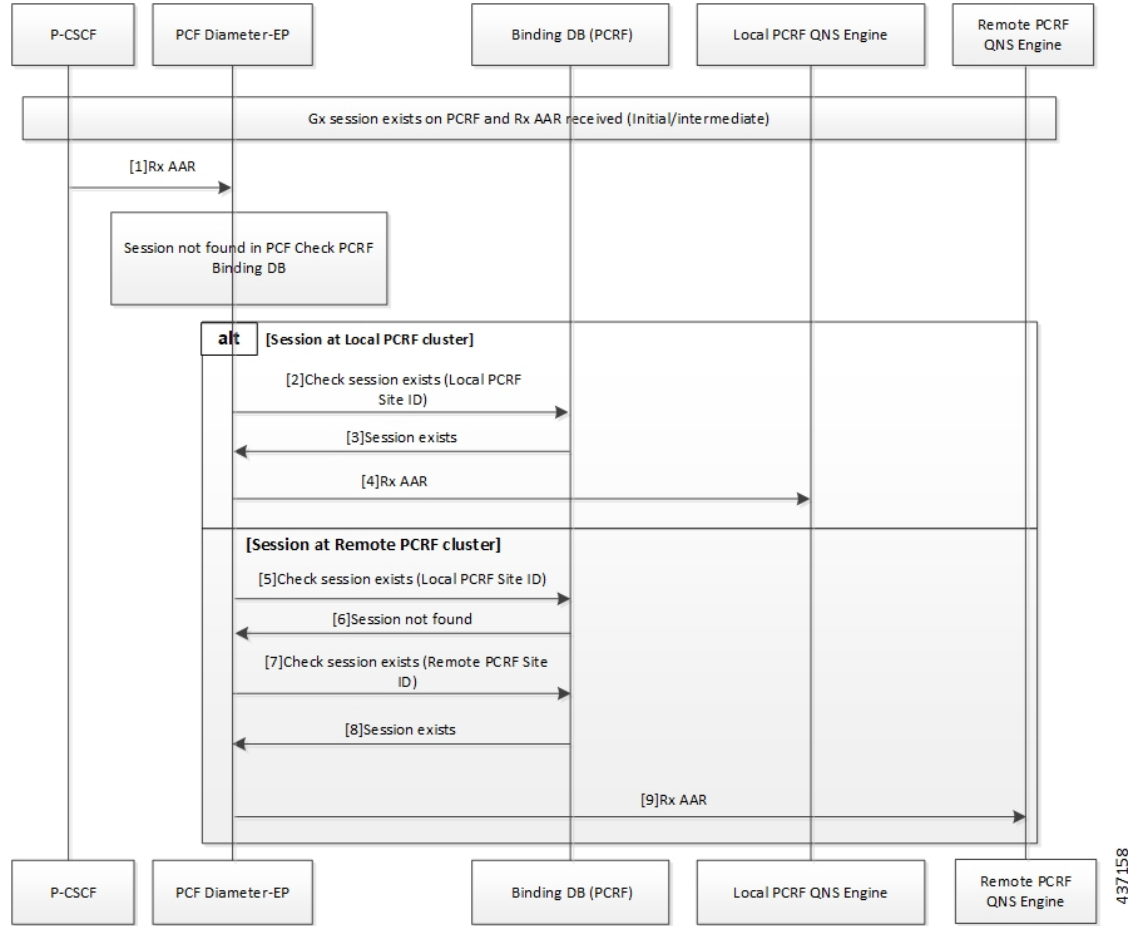 P-CSCF
PCF Diameter-EP
Binding DB (PCRF)
Local PCRF QNS Engine
Remote PCRF
QNS Engine
Gx session exists on PCRF and Rx AAR received (Initial/intermediate)
[1]Rx AAR
Session not found in PCF Check PCRF
Binding DB
alt
[Session at Local PCRF cluster]
[2]Check session exists (Local PCRF
Site ID)
[3]Session exists
[4]Rx AAR
[Session at Remote PCRF cluster]
[5]Check session exists (Local PCRF Site ID)
[6]Session not found
[7]Check session exists (Remote PCRF Site
ID)
[8]Session exists
[9]Rx AAR
P-CSCF
PCF Diameter-EP
Binding DB (PCRF)
Local PCRF QNS Engine
Remote PCRF
QNS Engine
437158